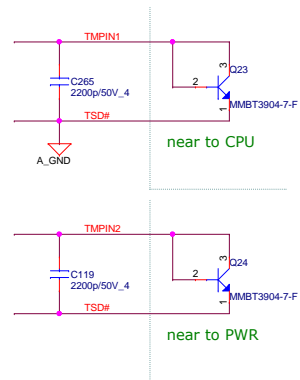 TMPIN1
3
Q23
C265
2
2200p/50V_4
MMBT3904-7-F
TSD#
1
near to CPU
A_GND
TMPIN2
3
Q24
C119
2
2200p/50V_4
MMBT3904-7-F
TSD#
1
near to PWR